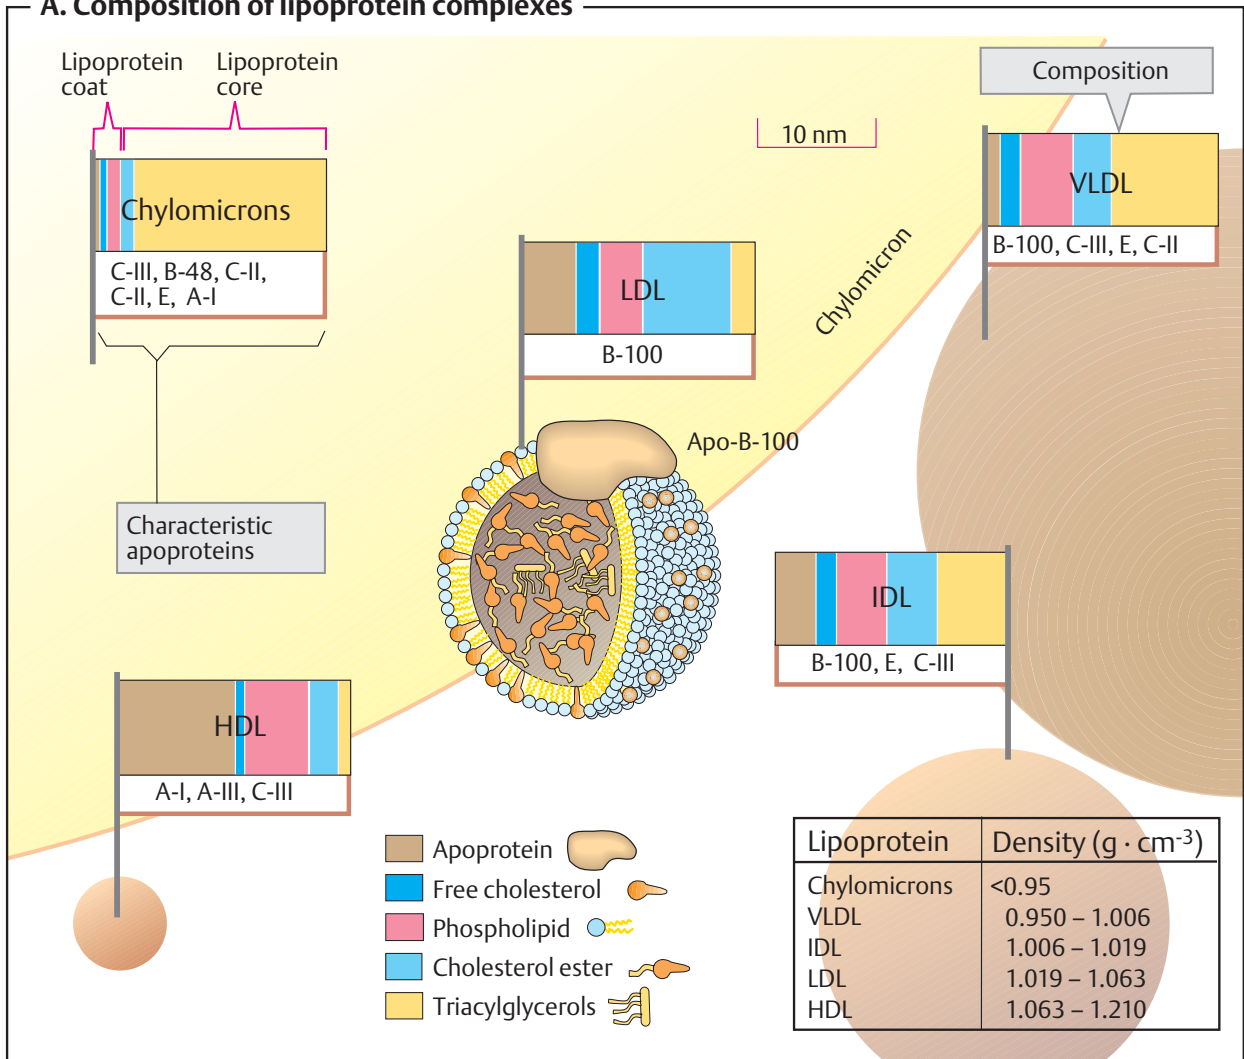 A. Composition of lipoprotein complexes
Lipoprotein
coat
Lipoprotein
core
Composition
10 nm
Chylomicrons
C-III, B-48, C-II,
C-II, E, A-I
VLDL
B-100, C-III, E, C-II
LDL
B-100
Chylomicron
Apo-B-100
Characteristic
apoproteins
IDL
B-100, E, C-III
HDL
A-I, A-III, C-III
Apoprotein
Free cholesterol
Phospholipid
Cholesterol ester
Triacylglycerols
Lipoprotein Density (g · cm-3)
Chylomicrons <0.95
VLDL 0.950 – 1.006
IDL 1.006 – 1.019
LDL 1.019 – 1.063
HDL 1.063 – 1.210